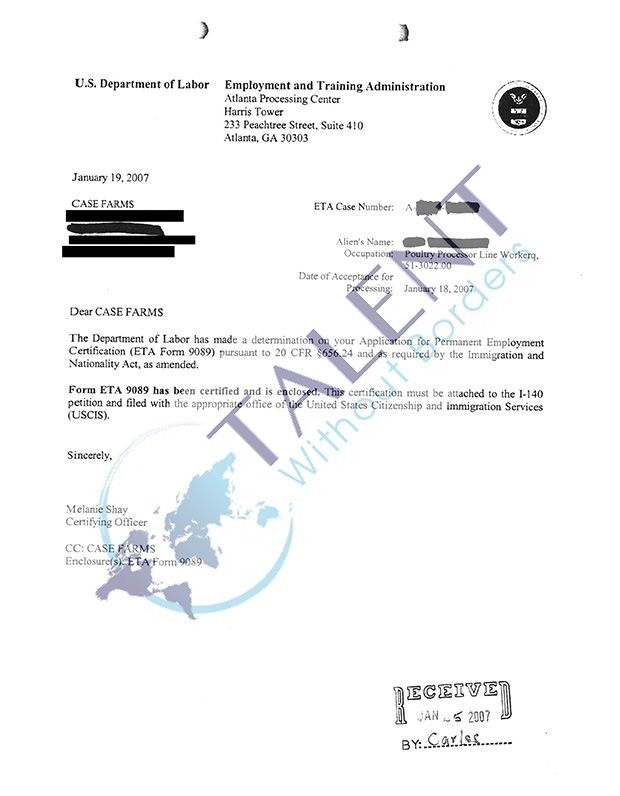 U.S. Department of Labor
Employment and Training Administration
Atlanta Processing Center
Harris Tower
233 Peachtree Street, Suite 410
Atlanta, GA 30303
January 19, 2007
CASE FARMS
ETA Case Number: A-
Alien's Name:
Occupation: Poultry Processor Line Workerq,
51-3022.00
Date of Acceptance for
Processing: January 18, 2007
Dear CASE FARMS
The Department of Labor has made a determination on your Application for Permanent Employment
Certification (ETA Form 9089) pursuant to 20 CFR §656.24 and as required by the Immigration and
Nationality Act, as amended.
Form ETA 9089 has been certified and is enclosed. This certification must be attached to the I-140
petition and filed with the appropriate office of the United States Citizenship and Immigration Services
(USCIS).
Sincerely,
Melanie Shay
Certifying Officer
CC: CASE FARMS
Enclosure(s): ETA Form 9089
TALENT
Without Borders
RECEIVED
JAN 2007
BY: Carlos